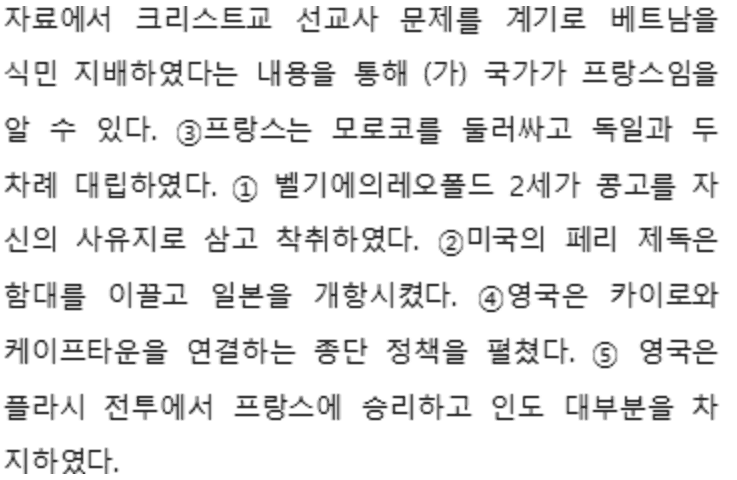 자료에서 크리스트교 선교사 문제를 계기로 베트남을
식민 지배하였다는 내용을 통해 (가) 국가가 프랑스임을
알 수 있다. ③프랑스는 모로코를 둘러싸고 독일과 두
차례 대립하였다. ① 벨기에의레오폴드 2세가 콩고를 자
신의 사유지로 삼고 착취하였다. ②미국의 페리 제독은
함대를 이끌고 일본을 개항시켰다. ④영국은 카이로와
케이프타운을 연결하는 종단 정책을 펼쳤다. ⑤ 영국은
플라시 전투에서 프랑스에 승리하고 인도 대부분을 차
지하였다.